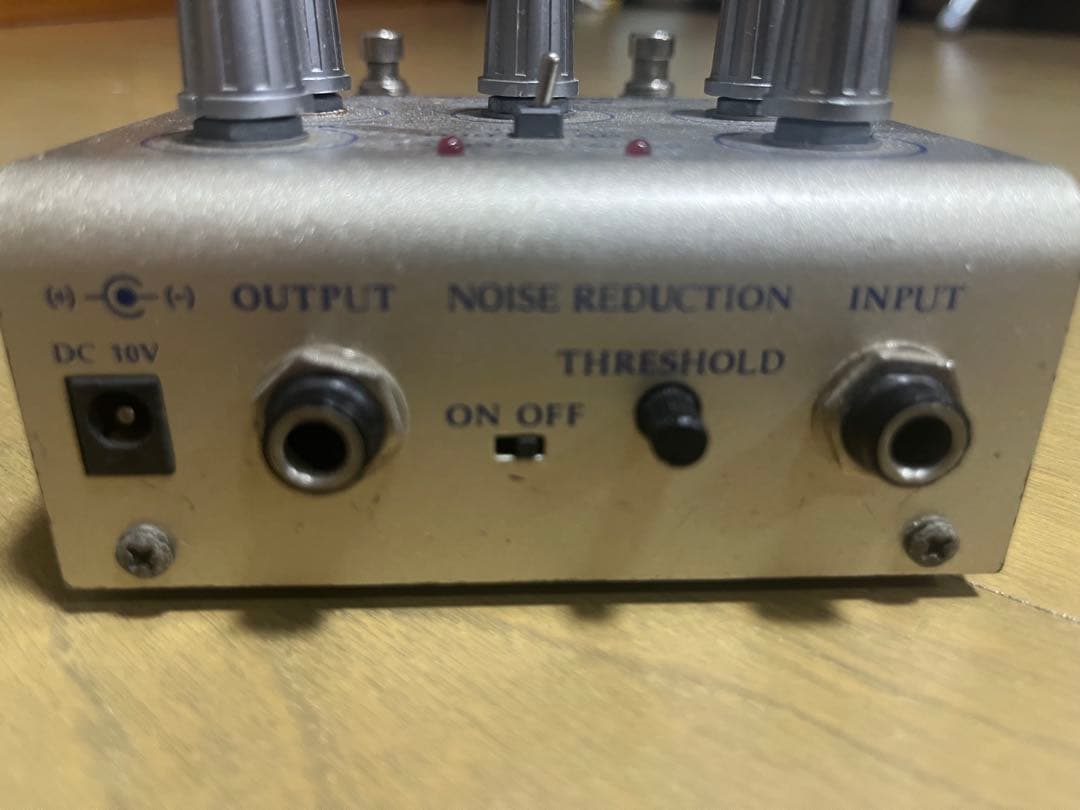 (+) (-) OUTPUT NOISE REDUCTION INPUT
DC 10V THRESHOLD
ON OFF